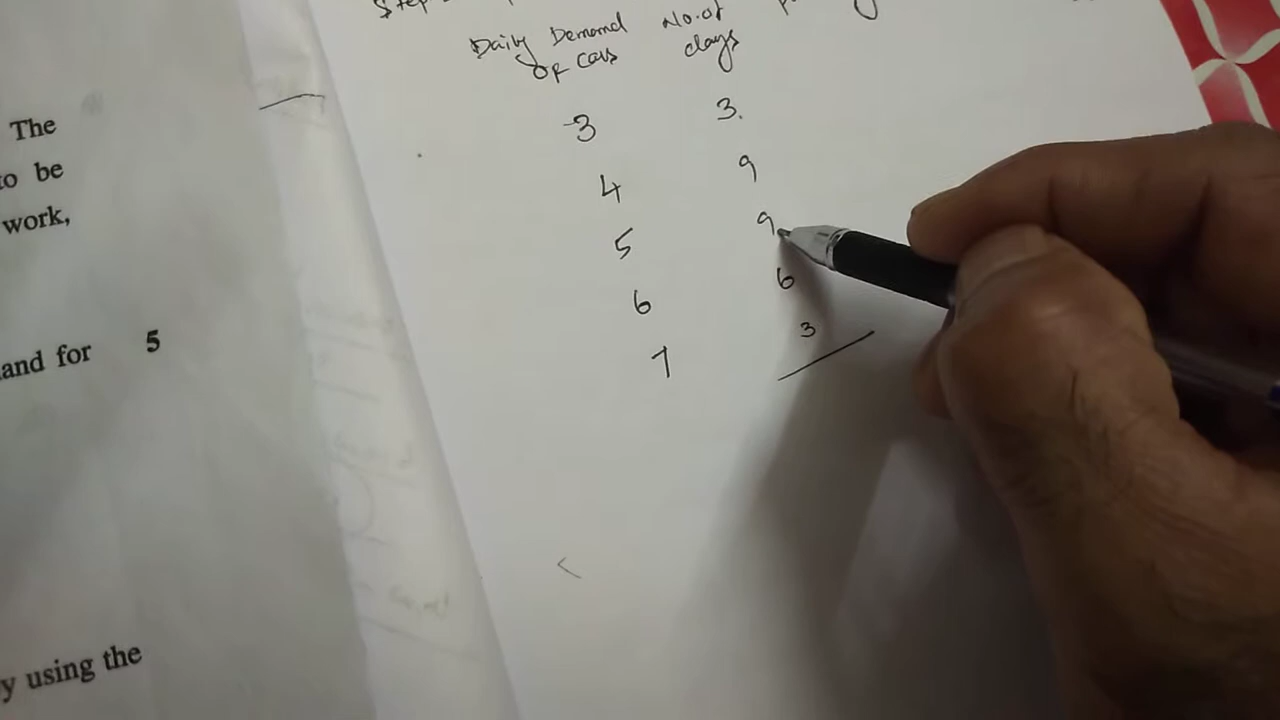 Step
Daily Demand No. of
of Cars days
3 3.
4 9
5 9
6 6
7 3
The
to be
work,
and for 5
y using the